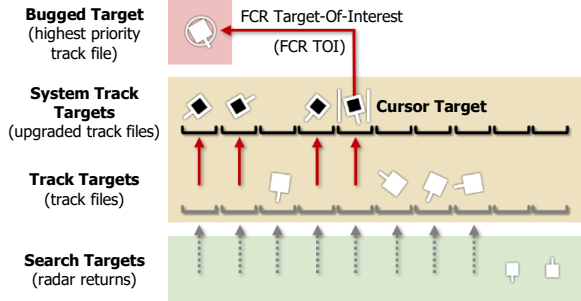 Bugged Target
(highest priority
track file)
FCR Target-Of-Interest
(FCR TOI)
System Track
Targets
(upgraded track files)
Cursor Target
Track Targets
(track files)
Search Targets
(radar returns)